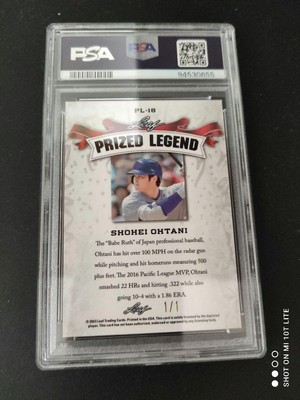 PSA
PSA
94530655
PL-18
Leaf
PRIZED LEGEND
SHOHEI OHTANI
The "Babe Ruth" of Japan professional baseball,
Ohtani has hit over 100 MPH on the radar gun
while pitching and hit homeruns measuring 500
plus feet. The 2016 Pacific League MVP, Ohtani
smashed 22 HRs and hitting .322 while also
going 10-4 with a 1.86 ERA.
1/1
Leaf
SHOT ON MI 10T LITE